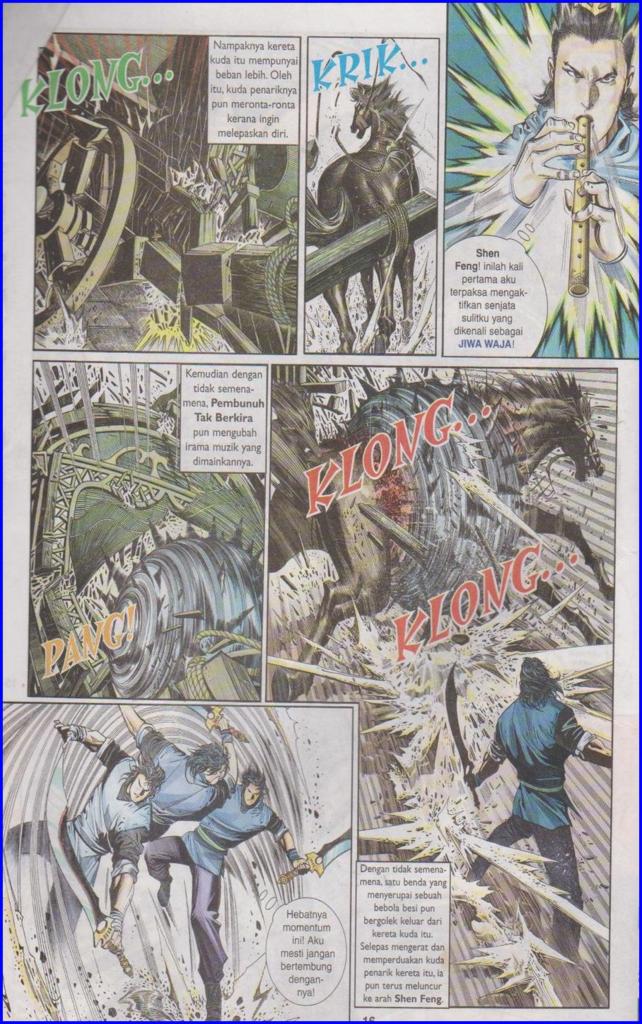 KLONG...
Nampaknya kereta
kuda itu mempunyai
beban lebih. Oleh
itu, kuda penariknya
pun meronta-ronta
kerana ingin
melepaskan diri.
KRIK...
Shen
Feng! inilah kali
pertama aku
terpaksa mengak-
tifkan senjata
sulitku yang
dikenali sebagai
JIWA WAJA!
Kemudian dengan
tidak semena-
mena, Pembunuh
Tak Berkira
pun mengubah
irama muzik yang
dimainkannya.
PANG!
KLONG...
KLONG...
Hebatnya
momentum
ini! Aku
mesti jangan
bertembung
dengan-
nya!
Dengan tidak semena-
mena, satu benda yang
menyerupai sebuah
bebola besi pun
bergolek keluar dari
kereta kuda itu.
Selepas mengerat dan
memperduakan kuda
penarik kereta itu, ia
pun terus meluncur
ke arah Shen Feng.
16